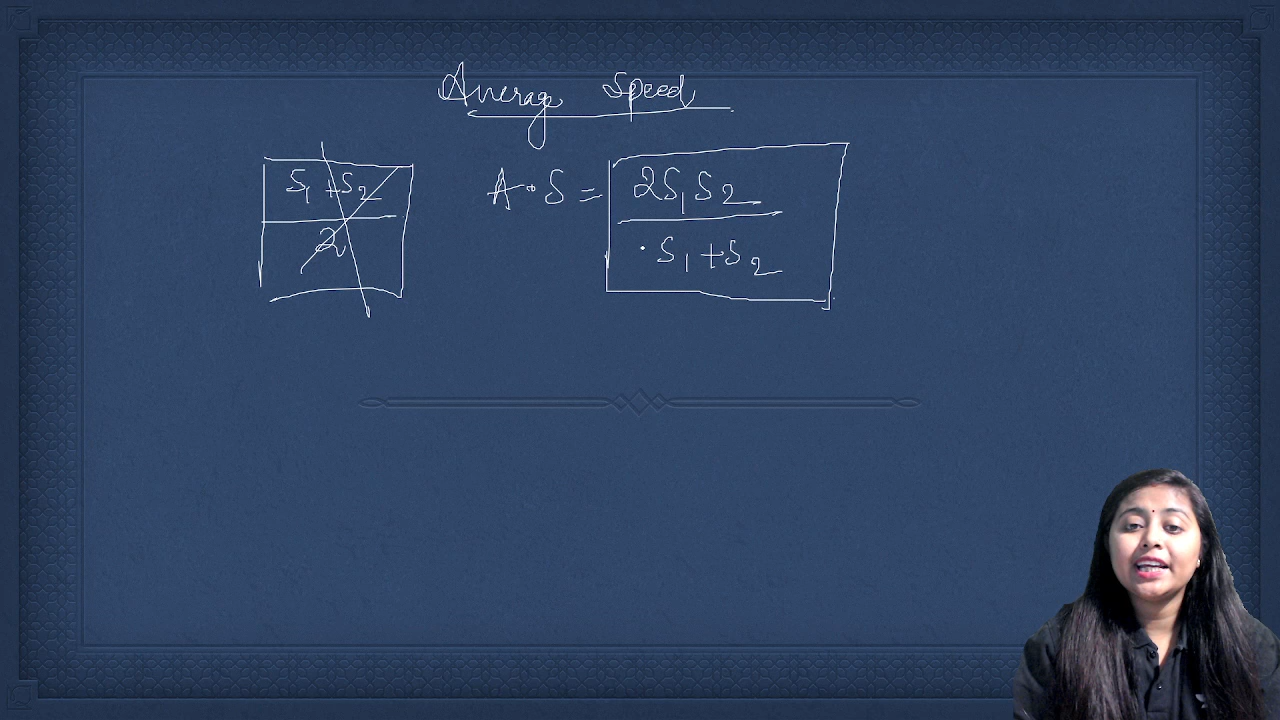 Average Speed
S1+S2
2
A.S = 2S1S2
S1+S2